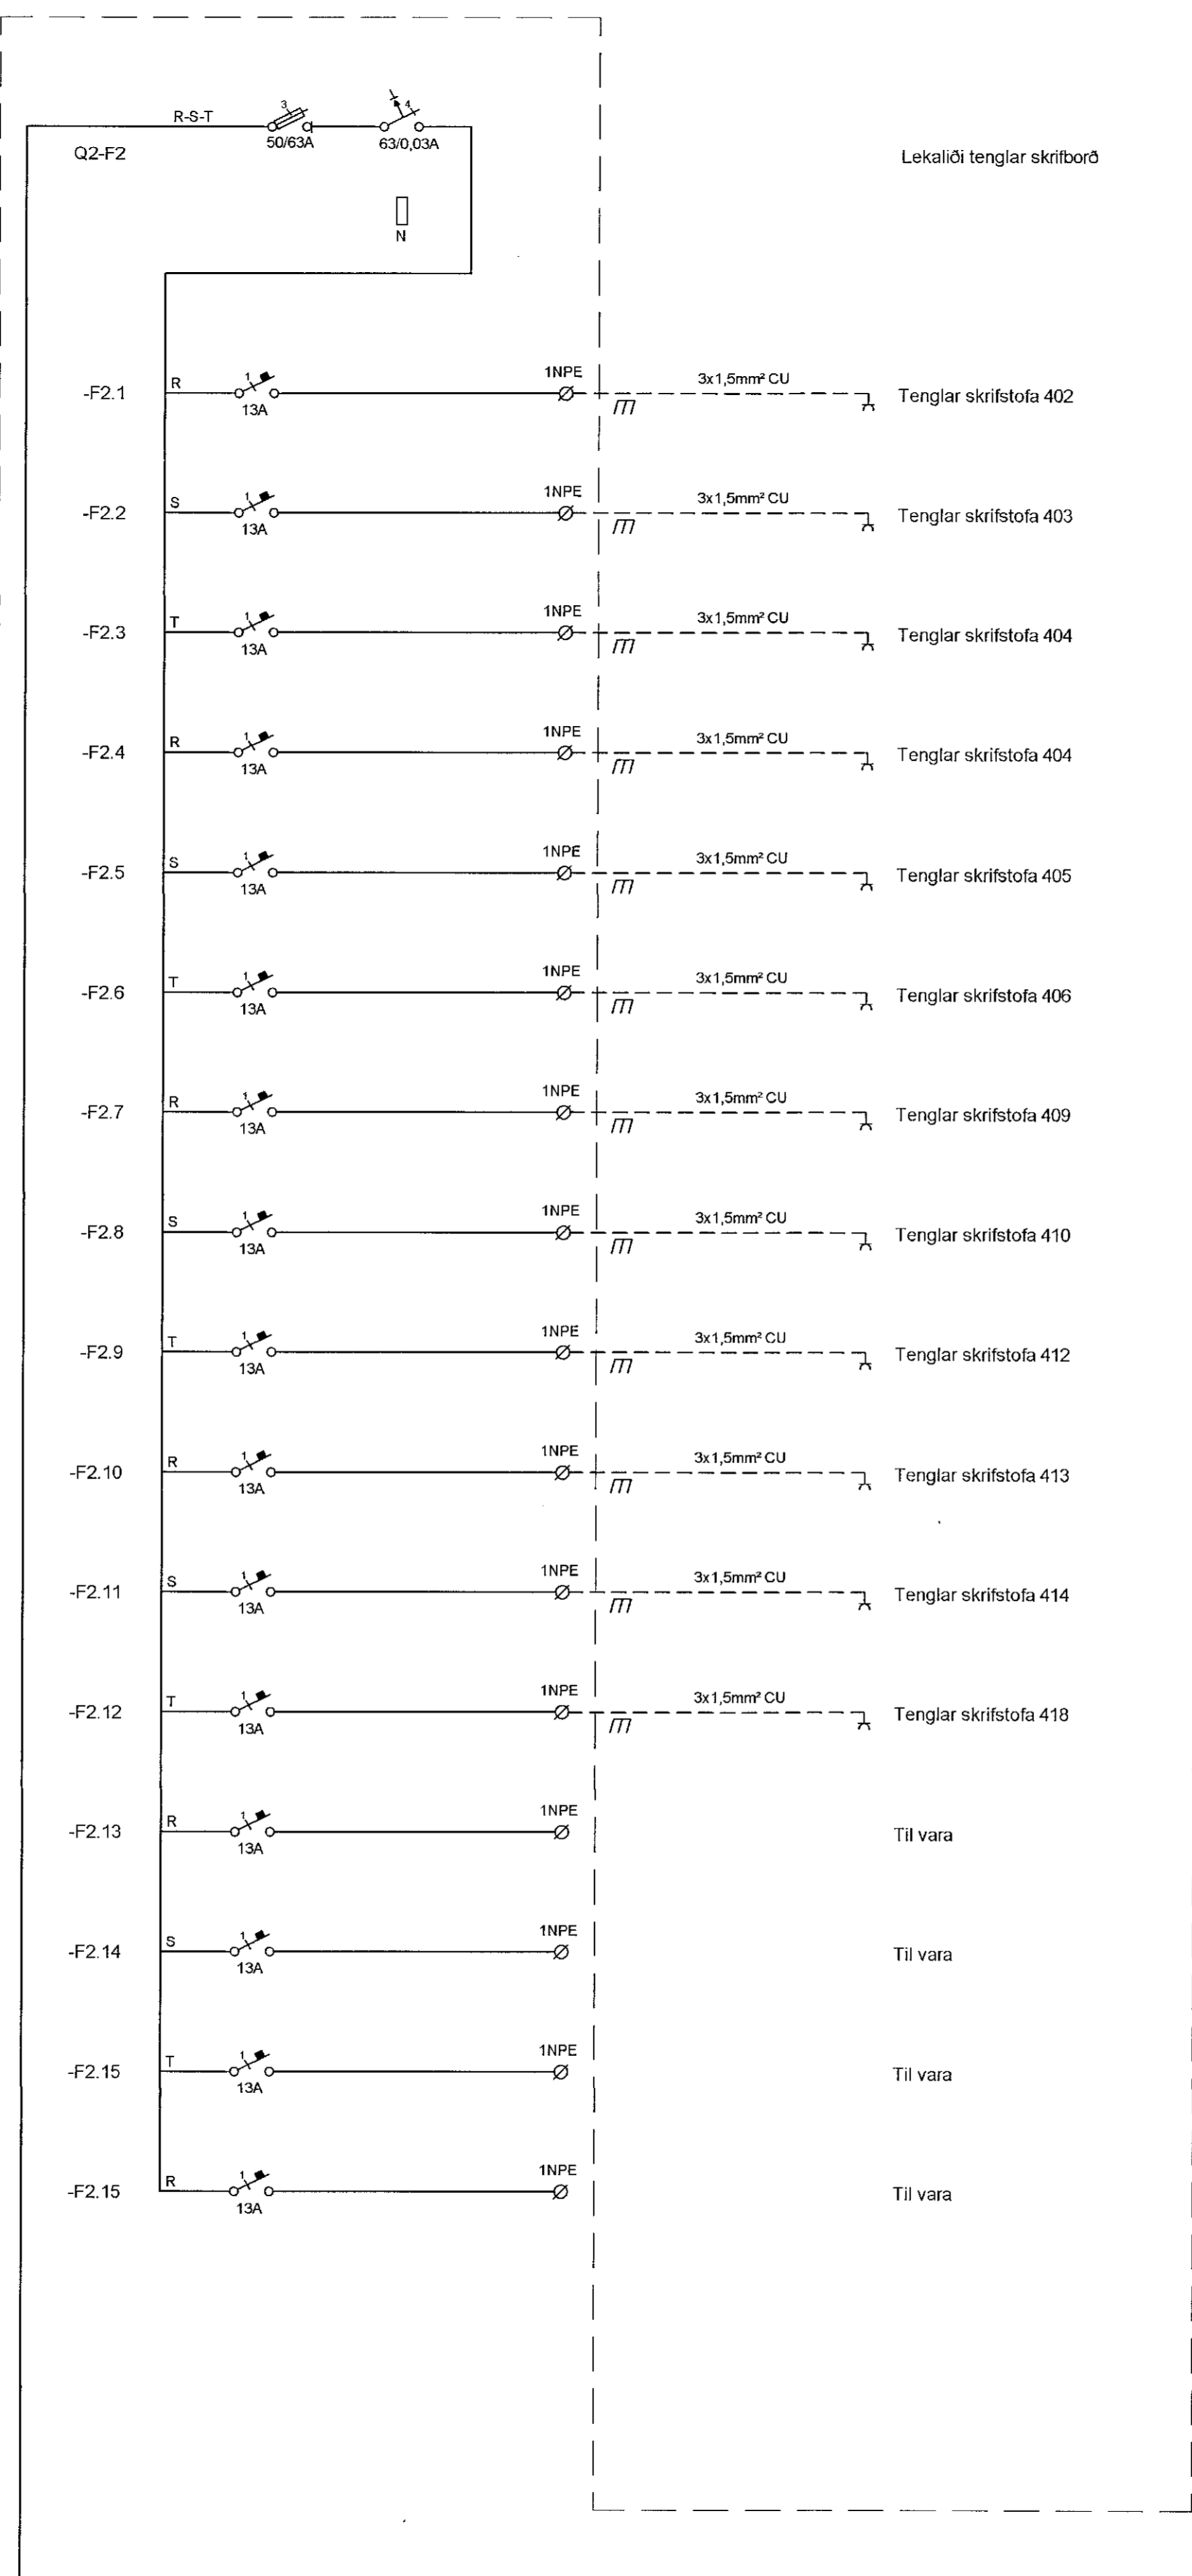 R-S-T 3 4
50/63A 63/0,03A
Q2-F2 Lekaliði tenglar skrifborð
N
-F2.1 R 1 13A 1NPE 3x1,5mm² CU Tenglar skrifstofa 402
-F2.2 S 1 13A 1NPE 3x1,5mm² CU Tenglar skrifstofa 403
-F2.3 T 1 13A 1NPE 3x1,5mm² CU Tenglar skrifstofa 404
-F2.4 R 1 13A 1NPE 3x1,5mm² CU Tenglar skrifstofa 404
-F2.5 S 1 13A 1NPE 3x1,5mm² CU Tenglar skrifstofa 405
-F2.6 T 1 13A 1NPE 3x1,5mm² CU Tenglar skrifstofa 406
-F2.7 R 1 13A 1NPE 3x1,5mm² CU Tenglar skrifstofa 409
-F2.8 S 1 13A 1NPE 3x1,5mm² CU Tenglar skrifstofa 410
-F2.9 T 1 13A 1NPE 3x1,5mm² CU Tenglar skrifstofa 412
-F2.10 R 1 13A 1NPE 3x1,5mm² CU Tenglar skrifstofa 413
-F2.11 S 1 13A 1NPE 3x1,5mm² CU Tenglar skrifstofa 414
-F2.12 T 1 13A 1NPE 3x1,5mm² CU Tenglar skrifstofa 418
-F2.13 R 1 13A 1NPE Til vara
-F2.14 S 1 13A 1NPE Til vara
-F2.15 T 1 13A 1NPE Til vara
-F2.15 R 1 13A 1NPE Til vara